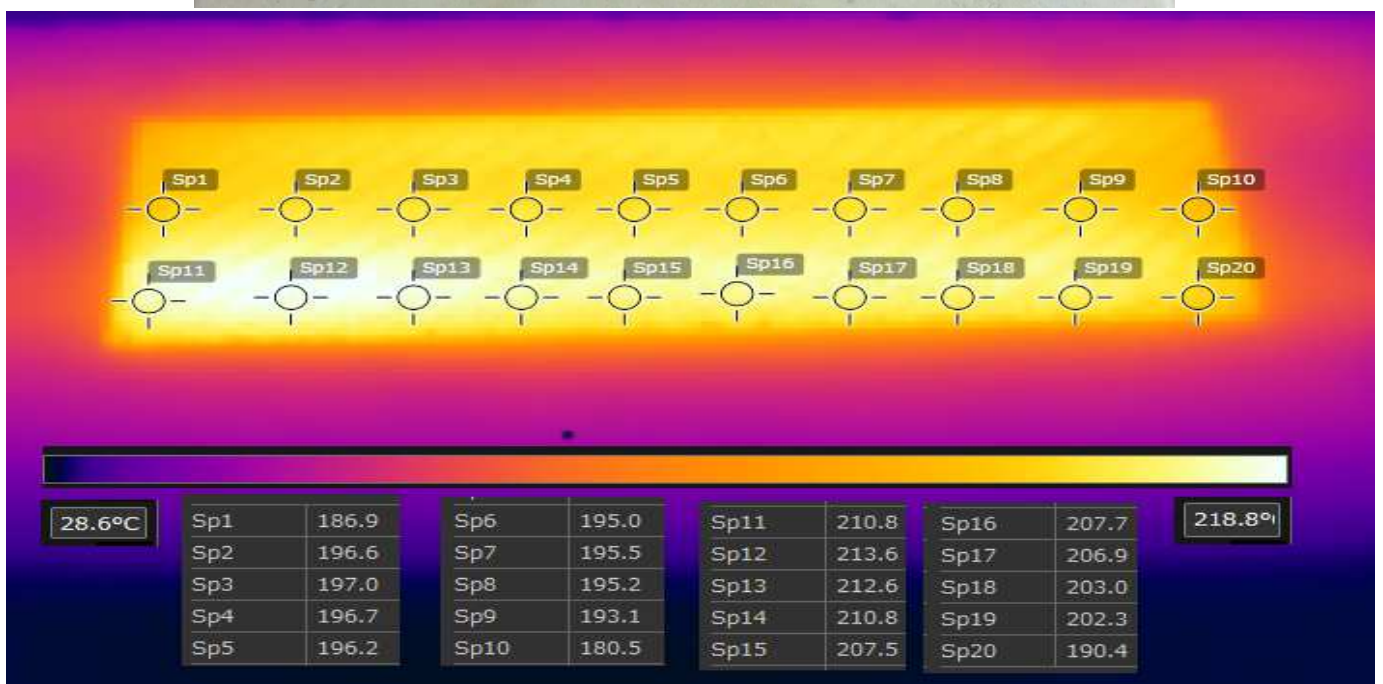 Sp1 Sp2 Sp3 Sp4 Sp5 Sp6 Sp7 Sp8 Sp9 Sp10
Sp11 Sp12 Sp13 Sp14 Sp15 Sp16 Sp17 Sp18 Sp19 Sp20
28.6°C
Sp1 186.9
Sp2 196.6
Sp3 197.0
Sp4 196.7
Sp5 196.2
Sp6 195.0
Sp7 195.5
Sp8 195.2
Sp9 193.1
Sp10 180.5
Sp11 210.8
Sp12 213.6
Sp13 212.6
Sp14 210.8
Sp15 207.5
Sp16 207.7
Sp17 206.9
Sp18 203.0
Sp19 202.3
Sp20 190.4
218.8°